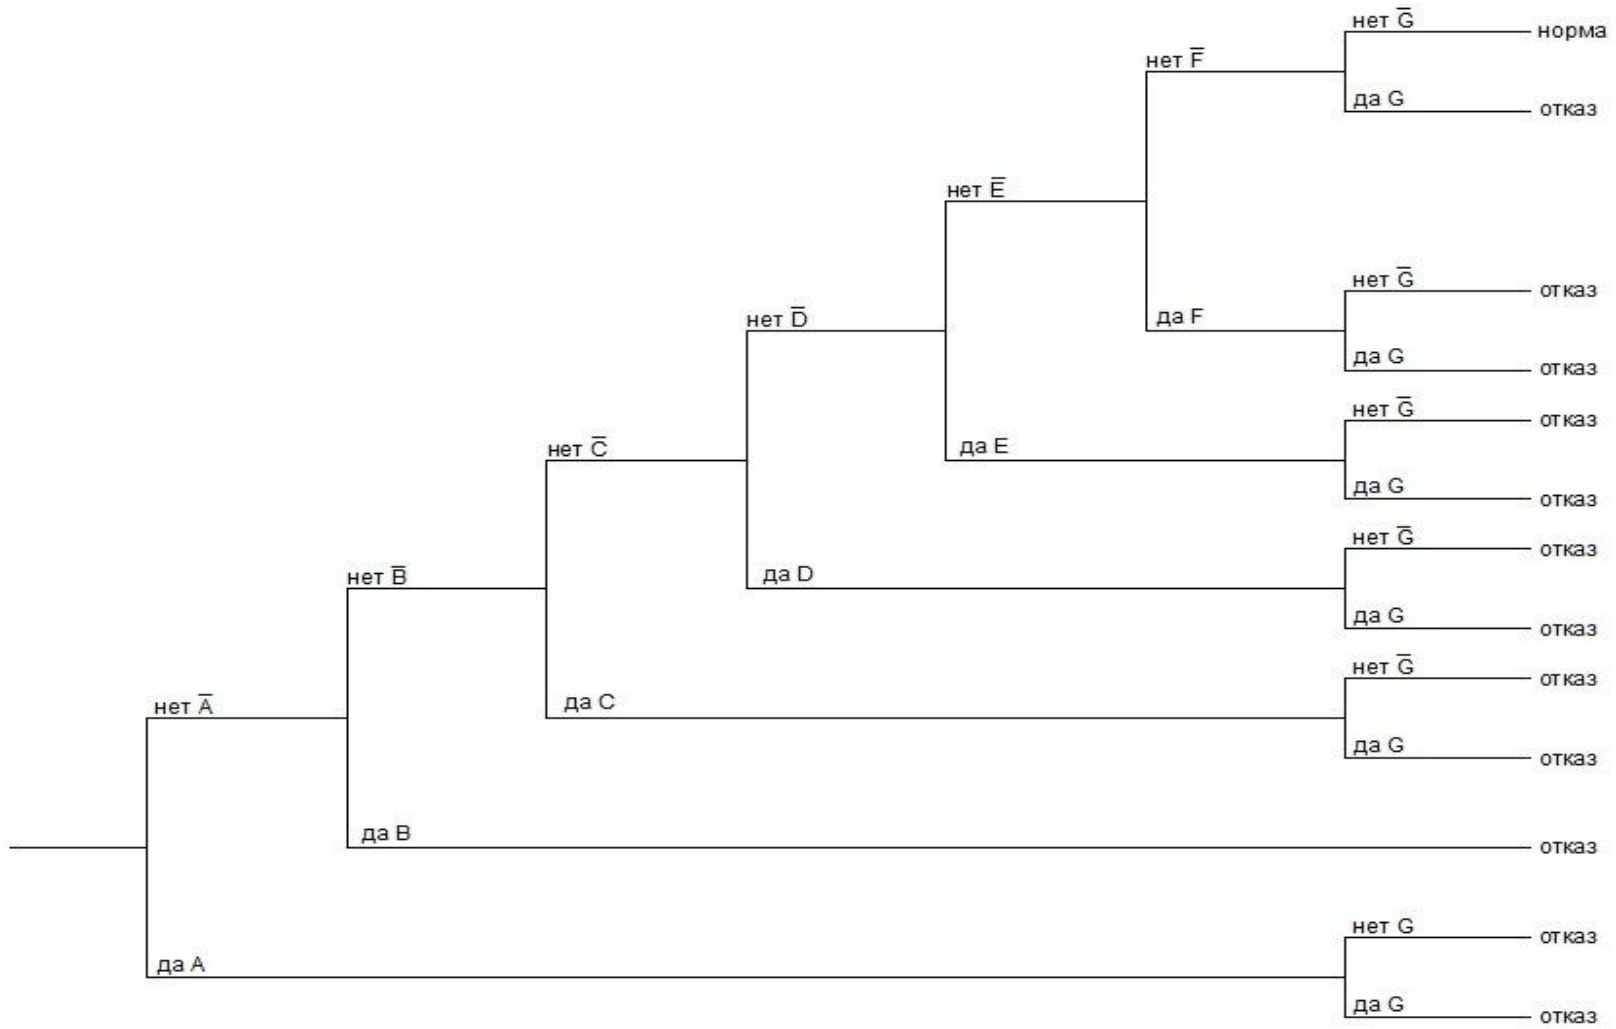 нет G̅
норма
нет F̅
да G
отказ
нет E̅
нет G̅
отказ
нет D̅
да F
да G
отказ
нет G̅
отказ
нет C̅
да E
да G
отказ
нет G̅
отказ
нет B̅
да D
да G
отказ
нет G̅
отказ
нет A̅
да C
да G
отказ
да B
отказ
нет G
отказ
да A
да G
отказ